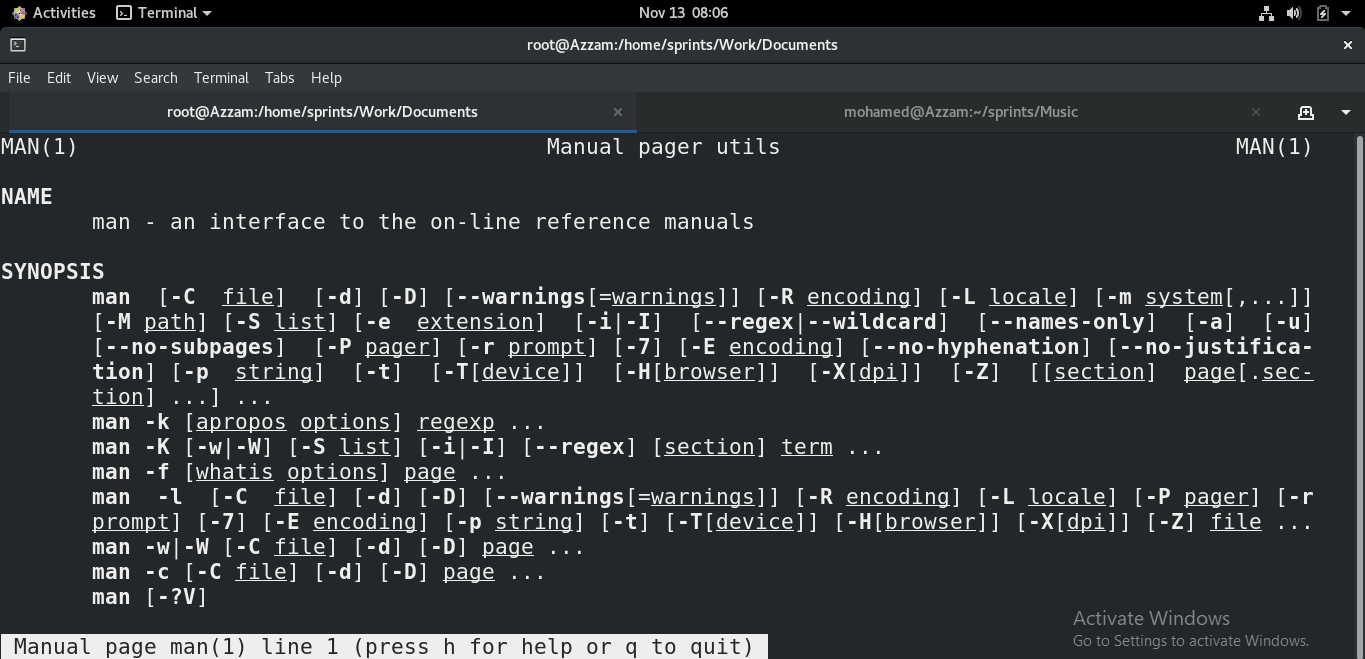 Activities Terminal Nov 13 08:06
root@Azzam:/home/sprints/Work/Documents
File Edit View Search Terminal Tabs Help
root@Azzam:/home/sprints/Work/Documents mohamed@Azzam:~/sprints/Music
MAN(1) Manual pager utils MAN(1)
NAME
man - an interface to the on-line reference manuals
SYNOPSIS
man [-C file] [-d] [-D] [--warnings[=warnings]] [-R encoding] [-L locale] [-m system[,...]]
[-M path] [-S list] [-e extension] [-i|-I] [--regex|--wildcard] [--names-only] [-a] [-u]
[--no-subpages] [-P pager] [-r prompt] [-7] [-E encoding] [--no-hyphenation] [--no-justifica-
tion] [-p string] [-t] [-T[device]] [-H[browser]] [-X[dpi]] [-Z] [[section] page[.sec-
tion] ...] ...
man -k [apropos options] regexp ...
man -K [-w|-W] [-S list] [-i|-I] [--regex] [section] term ...
man -f [whatis options] page ...
man -l [-C file] [-d] [-D] [--warnings[=warnings]] [-R encoding] [-L locale] [-P pager] [-r
prompt] [-7] [-E encoding] [-p string] [-t] [-T[device]] [-H[browser]] [-X[dpi]] [-Z] file ...
man -w|-W [-C file] [-d] [-D] page ...
man -c [-C file] [-d] [-D] page ...
man [-?V]
Activate Windows
Go to Settings to activate Windows.
Manual page man(1) line 1 (press h for help or q to quit)